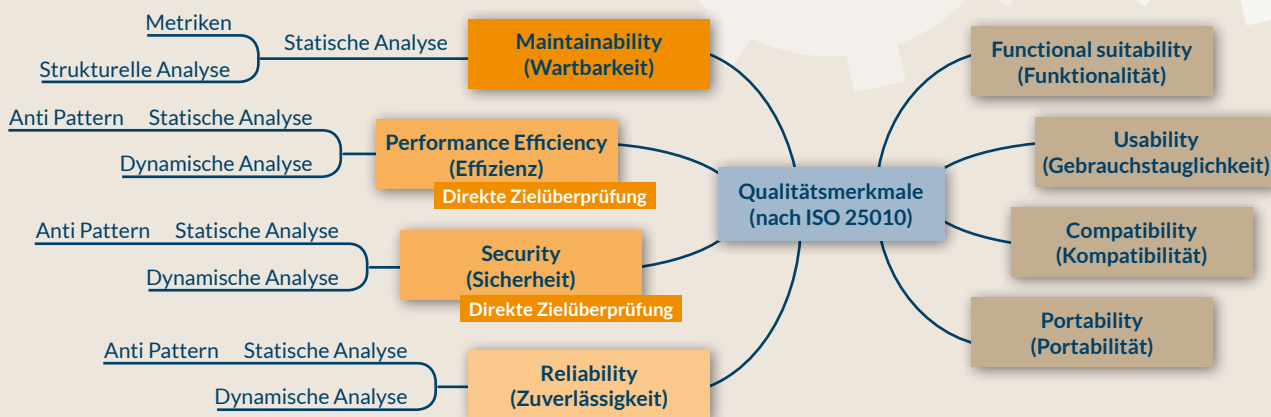 Metriken
Statische Analyse
Strukturelle Analyse
Maintainability
(Wartbarkeit)
Anti Pattern Statische Analyse
Dynamische Analyse
Performance Efficiency
(Effizienz)
Direkte Zielüberprüfung
Anti Pattern Statische Analyse
Dynamische Analyse
Security
(Sicherheit)
Direkte Zielüberprüfung
Anti Pattern Statische Analyse
Dynamische Analyse
Reliability
(Zuverlässigkeit)
Qualitätsmerkmale
(nach ISO 25010)
Functional suitability
(Funktionalität)
Usability
(Gebrauchstauglichkeit)
Compatibility
(Kompatibilität)
Portability
(Portabilität)